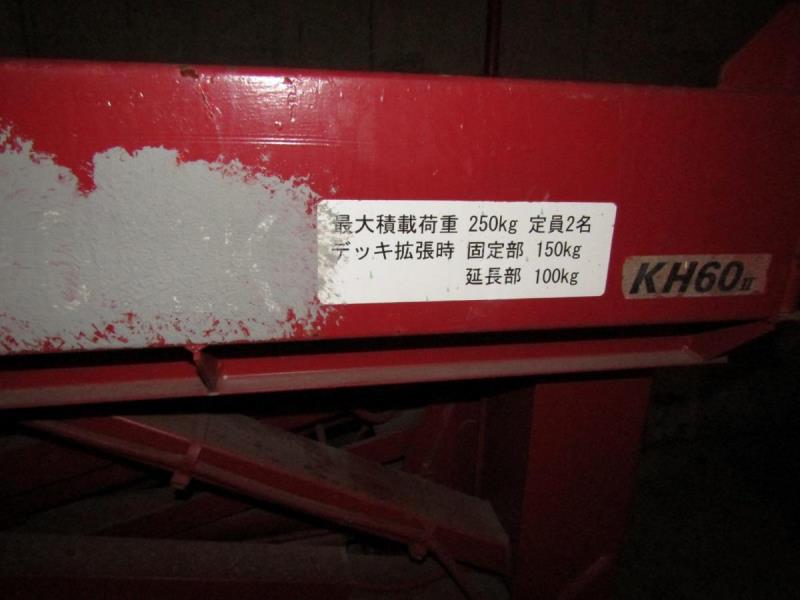 最大積載荷重 250kg 定員2名
デッキ拡張時 固定部 150kg
延長部 100kg
KH60II